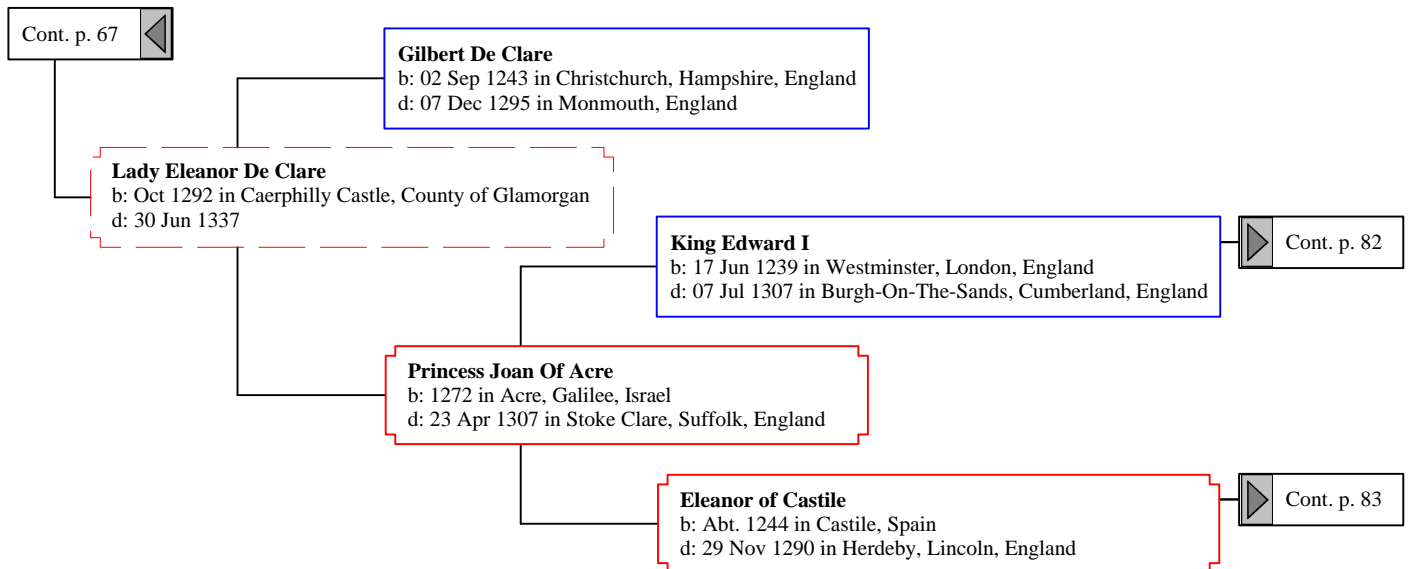 Cont. p. 67
Gilbert De Clare
b: 02 Sep 1243 in Christchurch, Hampshire, England
d: 07 Dec 1295 in Monmouth, England
Lady Eleanor De Clare
b: Oct 1292 in Caerphilly Castle, County of Glamorgan
d: 30 Jun 1337
King Edward I
b: 17 Jun 1239 in Westminster, London, England
d: 07 Jul 1307 in Burgh-On-The-Sands, Cumberland, England
Cont. p. 82
Princess Joan Of Acre
b: 1272 in Acre, Galilee, Israel
d: 23 Apr 1307 in Stoke Clare, Suffolk, England
Eleanor of Castile
b: Abt. 1244 in Castile, Spain
d: 29 Nov 1290 in Herdeby, Lincoln, England
Cont. p. 83